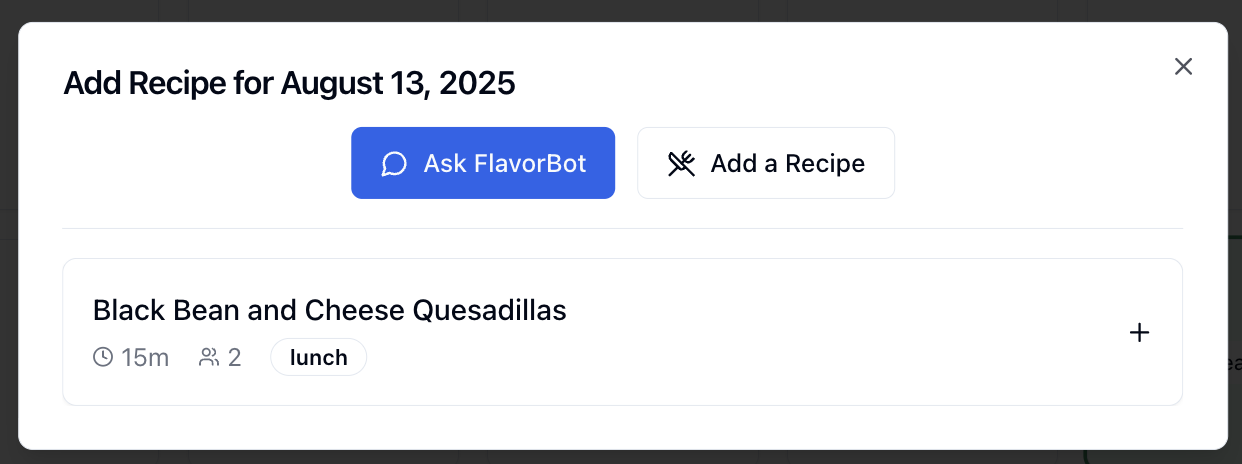 Add Recipe for August 13, 2025
Ask FlavorBot
Add a Recipe
Black Bean and Cheese Quesadillas
15m 2 lunch